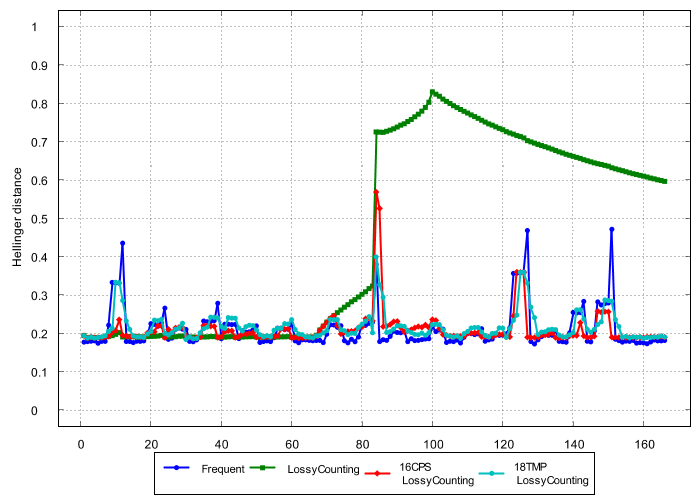 1
0.9
0.8
0.7
0.6
0.5
0.4
0.3
0.2
0.1
0
Hellinger distance
0 20 40 60 80 100 120 140 160
Frequent LossyCounting 16CPS 18TMP
LossyCounting LossyCounting